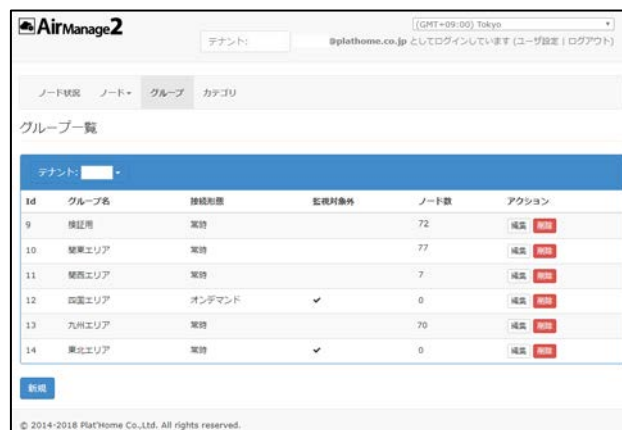 AirManage2
(GMT+09:00) Tokyo
テナント:
@plathome.co.jp としてログインしています (ユーザ設定 | ログアウト)
ノード状況 ノード グループ カテゴリ
グループ一覧
テナント:
Id グループ名 接続形態 監視対象外 ノード数 アクション
9 検証用 常時 72 編集 削除
10 関東エリア 常時 77 編集 削除
11 関西エリア 常時 7 編集 削除
12 四国エリア オンデマンド ✔ 0 編集 削除
13 九州エリア 常時 70 編集 削除
14 東北エリア 常時 ✔ 0 編集 削除
新規
© 2014-2018 Plat'Home Co.,Ltd. All rights reserved.